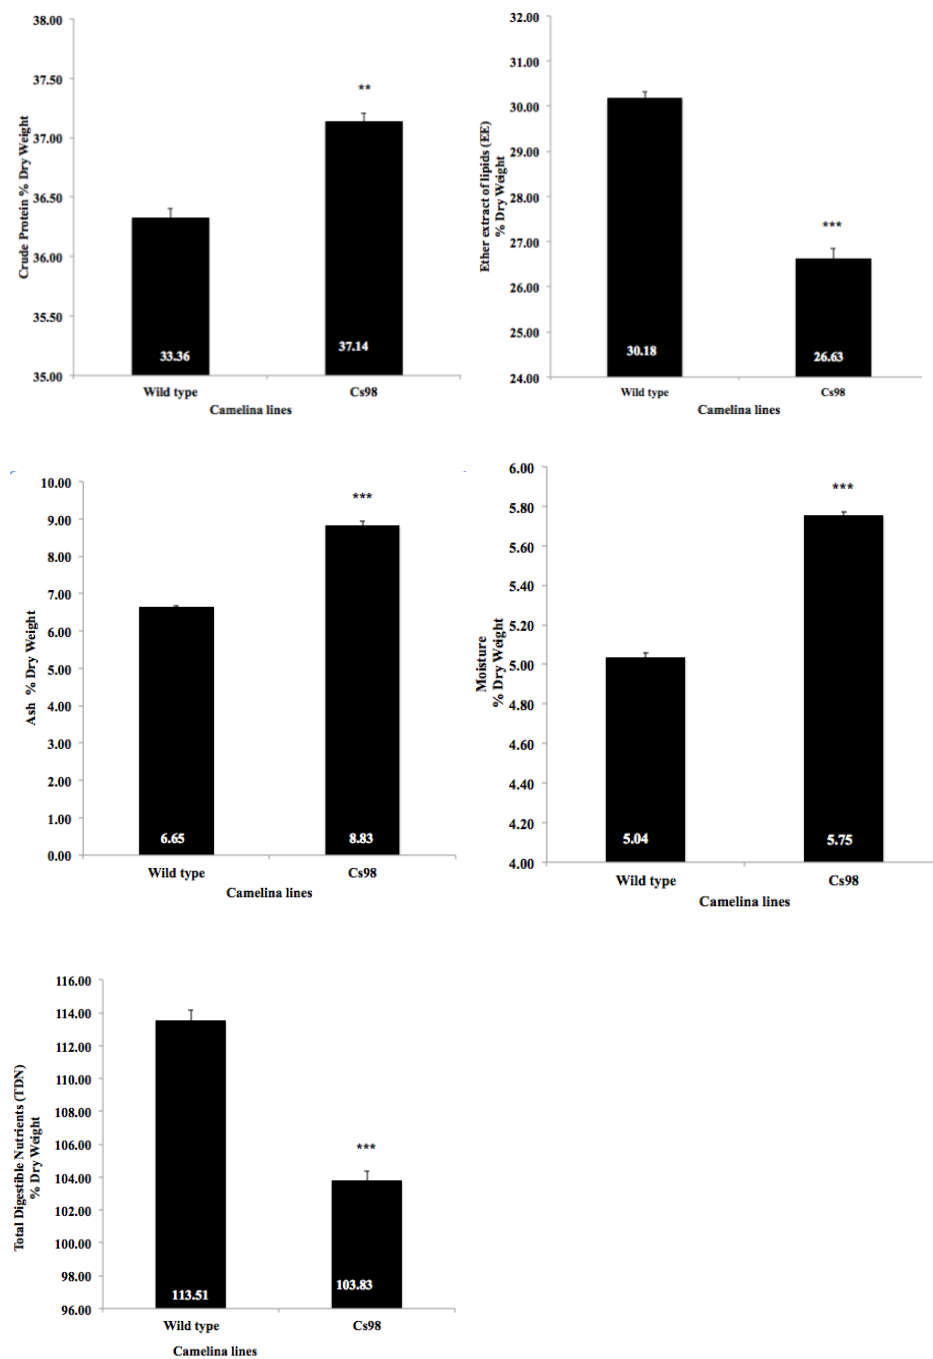 38.00
37.50
37.00
36.50
36.00
35.50
35.00
Crude Protein % Dry Weight
**
33.36
37.14
Wild type
Cs98
Camelina lines
32.00
31.00
30.00
29.00
28.00
27.00
26.00
25.00
24.00
Ether extract of lipids (EE)
% Dry Weight
***
30.18
26.63
Wild type
Cs98
Camelina lines
10.00
9.00
8.00
7.00
6.00
5.00
4.00
3.00
2.00
1.00
0.00
Ash % Dry Weight
***
6.65
8.83
Wild type
Cs98
Camelina lines
6.00
5.80
5.60
5.40
5.20
5.00
4.80
4.60
4.40
4.20
4.00
Moisture
% Dry Weight
***
5.04
5.75
Wild type
Cs98
Camelina lines
116.00
114.00
112.00
110.00
108.00
106.00
104.00
102.00
100.00
98.00
96.00
Total Digestible Nutrients (TDN)
% Dry Weight
***
113.51
103.83
Wild type
Cs98
Camelina lines